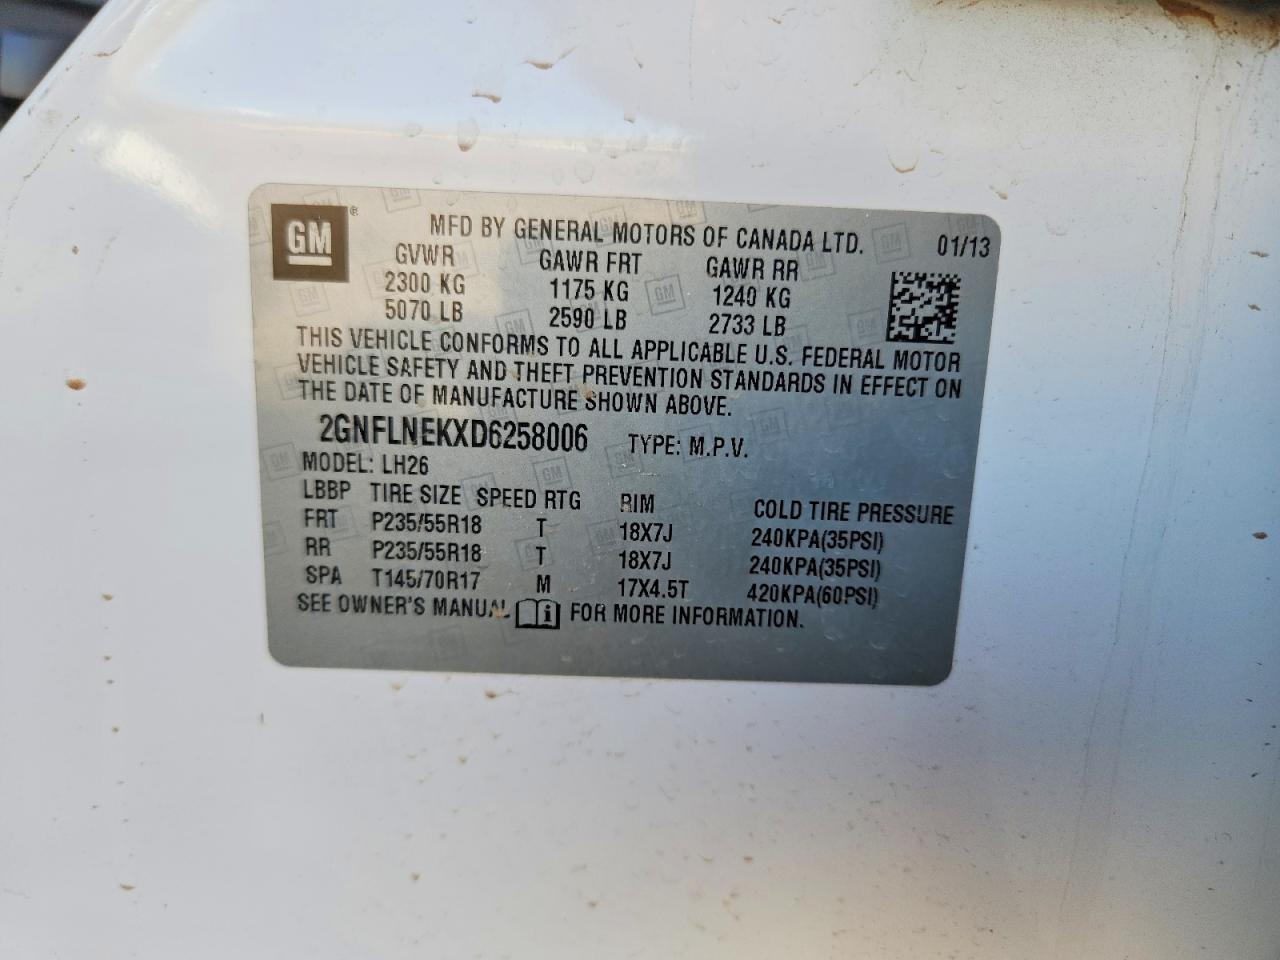 GM ®
MFD BY GENERAL MOTORS OF CANADA LTD. 01/13
GVWR GAWR FRT GAWR RR
2300 KG 1175 KG 1240 KG
5070 LB 2590 LB 2733 LB
THIS VEHICLE CONFORMS TO ALL APPLICABLE U.S. FEDERAL MOTOR
VEHICLE SAFETY AND THEFT PREVENTION STANDARDS IN EFFECT ON
THE DATE OF MANUFACTURE SHOWN ABOVE.
2GNFLNEKXD6258006 TYPE: M.P.V.
MODEL: LH26
LBBP TIRE SIZE SPEED RTG RIM COLD TIRE PRESSURE
FRT P235/55R18 T 18X7J 240KPA(35PSI)
RR P235/55R18 T 18X7J 240KPA(35PSI)
SPA T145/70R17 M 17X4.5T 420KPA(60PSI)
SEE OWNER'S MANUAL i FOR MORE INFORMATION.